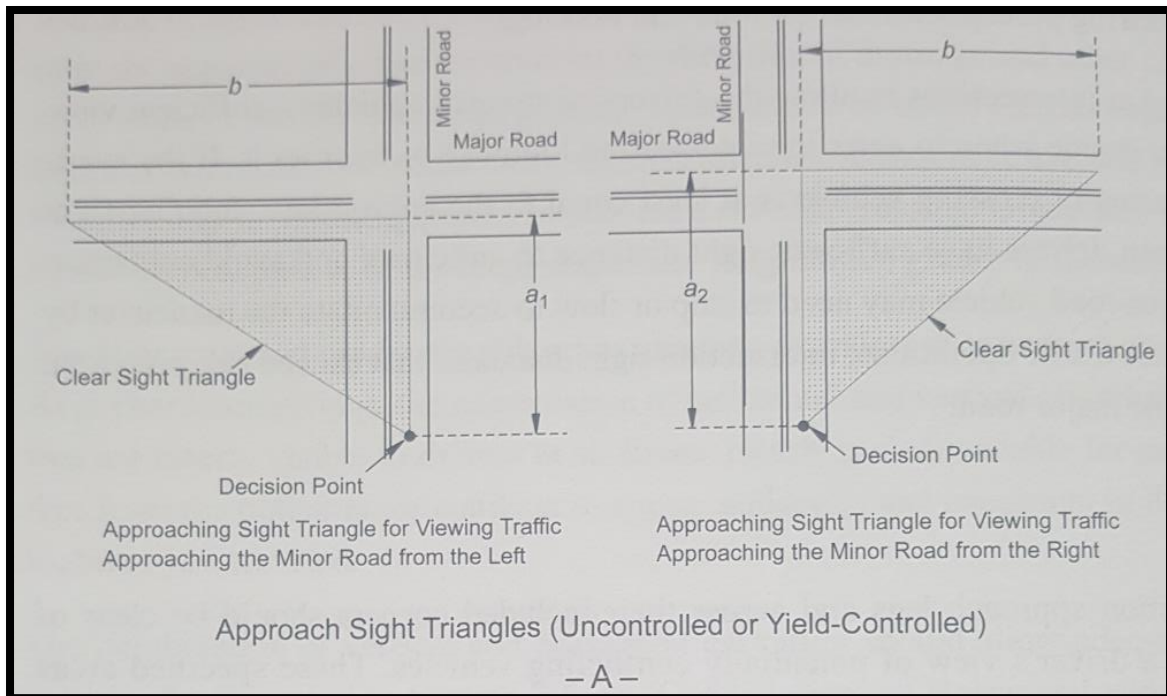 b
Minor Road
Major Road
a1
Clear Sight Triangle
Decision Point
Approaching Sight Triangle for Viewing Traffic
Approaching the Minor Road from the Left
b
Minor Road
Major Road
a2
Clear Sight Triangle
Decision Point
Approaching Sight Triangle for Viewing Traffic
Approaching the Minor Road from the Right
Approach Sight Triangles (Uncontrolled or Yield-Controlled)
– A –